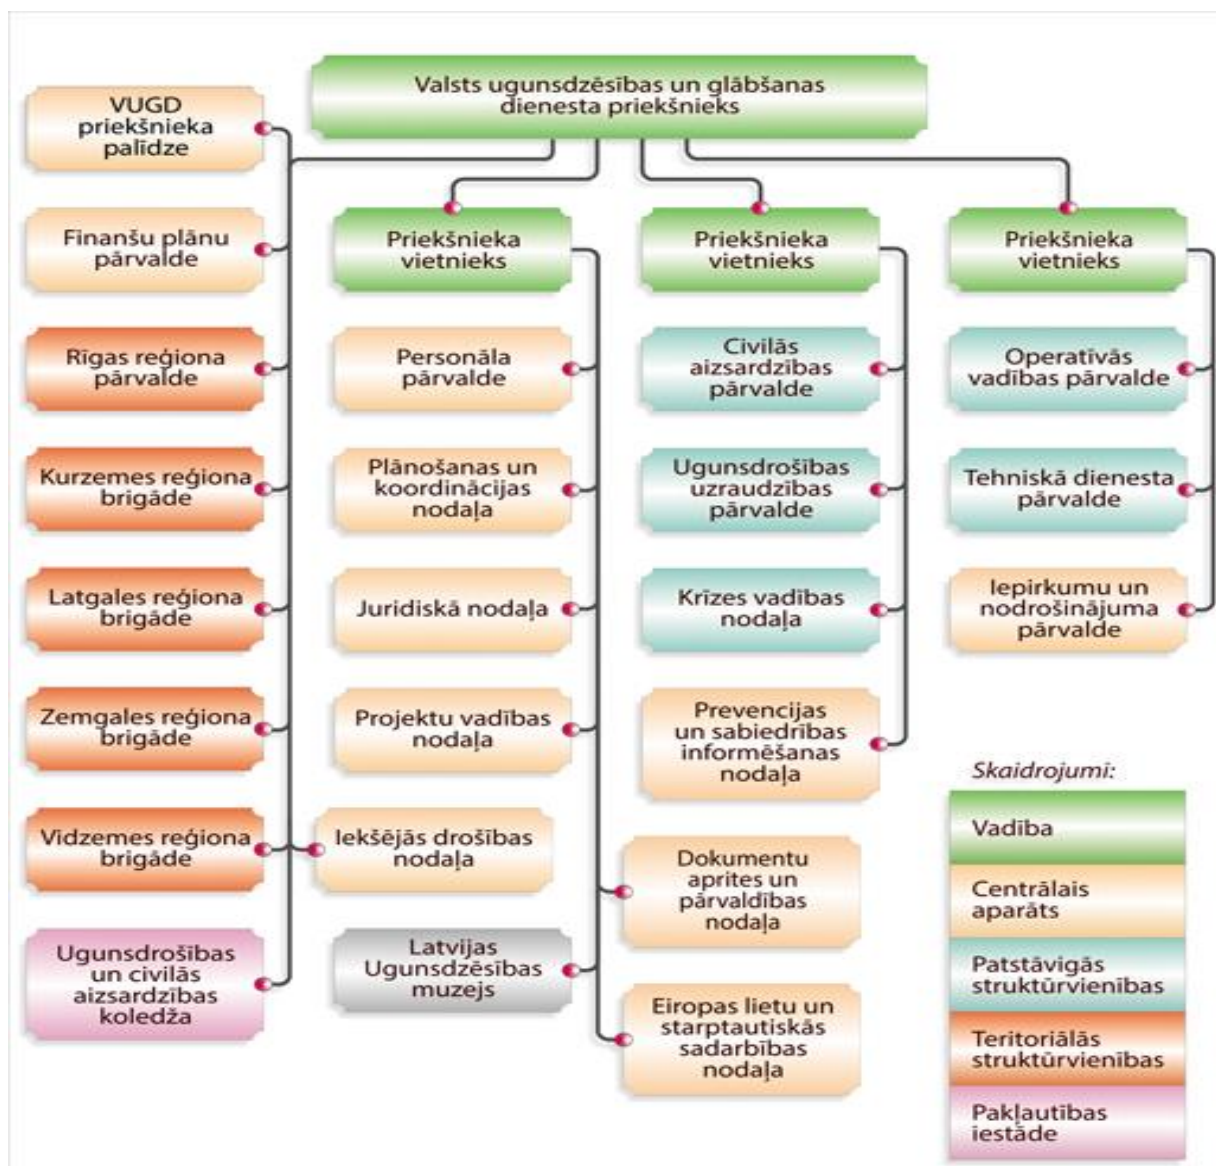 Valsts ugunsdzēsības un glābšanas
dienesta priekšnieks
VUGD
priekšnieka
palīdze
Finanšu plānu
pārvalde
Rīgas reģiona
pārvalde
Kurzemes reģiona
brigāde
Latgales reģiona
brigāde
Zemgales reģiona
brigāde
Vidzemes reģiona
brigāde
Ugunsdrošības
un civilās
aizsardzības
koledža
Iekšējās drošības
nodaļa
Priekšnieka
vietnieks
Personāla
pārvalde
Plānošanas un
koordinācijas
nodaļa
Juridiskā nodaļa
Projektu vadības
nodaļa
Latvijas
Ugunsdzēsības
muzejs
Dokumentu
aprites un
pārvaldības
nodaļa
Eiropas lietu un
starptautiskās
sadarbības
nodaļa
Priekšnieka
vietnieks
Civilās
aizsardzības
pārvalde
Ugunsdrošības
uzraudzības
pārvalde
Krīzes vadības
nodaļa
Prevencijas
un sabiedrības
informēšanas
nodaļa
Priekšnieka
vietnieks
Operatīvās
vadības pārvalde
Tehniskā dienesta
pārvalde
Iepirkumu un
nodrošinājuma
pārvalde
Skaidrojumi:
Vadība
Centrālais
aparāts
Patstāvīgās
struktūrvienības
Teritoriālās
struktūrvienības
Pakļautības
iestāde